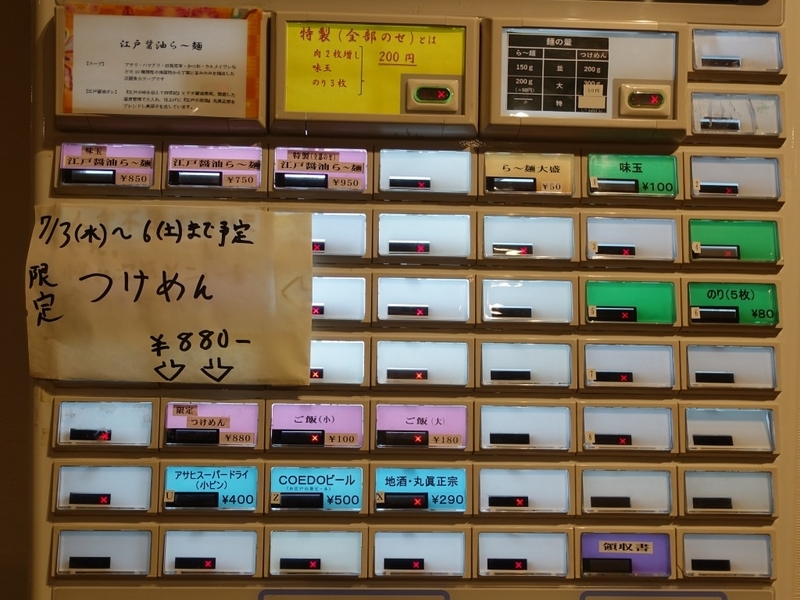 江戸醤油ら〜麺
特製(全部のせ)とは
肉2枚増し
味玉
のり3枚
200円
麺の量
ら〜麺 つけめん
150g 並 200g
200g 大
特
味玉
江戸醤油ら〜麺
¥850
江戸醤油ら〜麺
¥750
特製(全部のせ)
江戸醤油ら〜麺
¥950
ら〜麺大盛
¥50
味玉
¥100
7/3(水)〜6(土)まで予定
限定 つけめん
¥880-
のり(5枚)
¥80
限定
つけめん
¥880
ご飯(小)
¥100
ご飯(大)
¥180
アサヒスーパードライ
(小ビン)
U ¥400
COEDOビール
Z ¥500
地酒・丸眞正宗
X ¥290
領収書